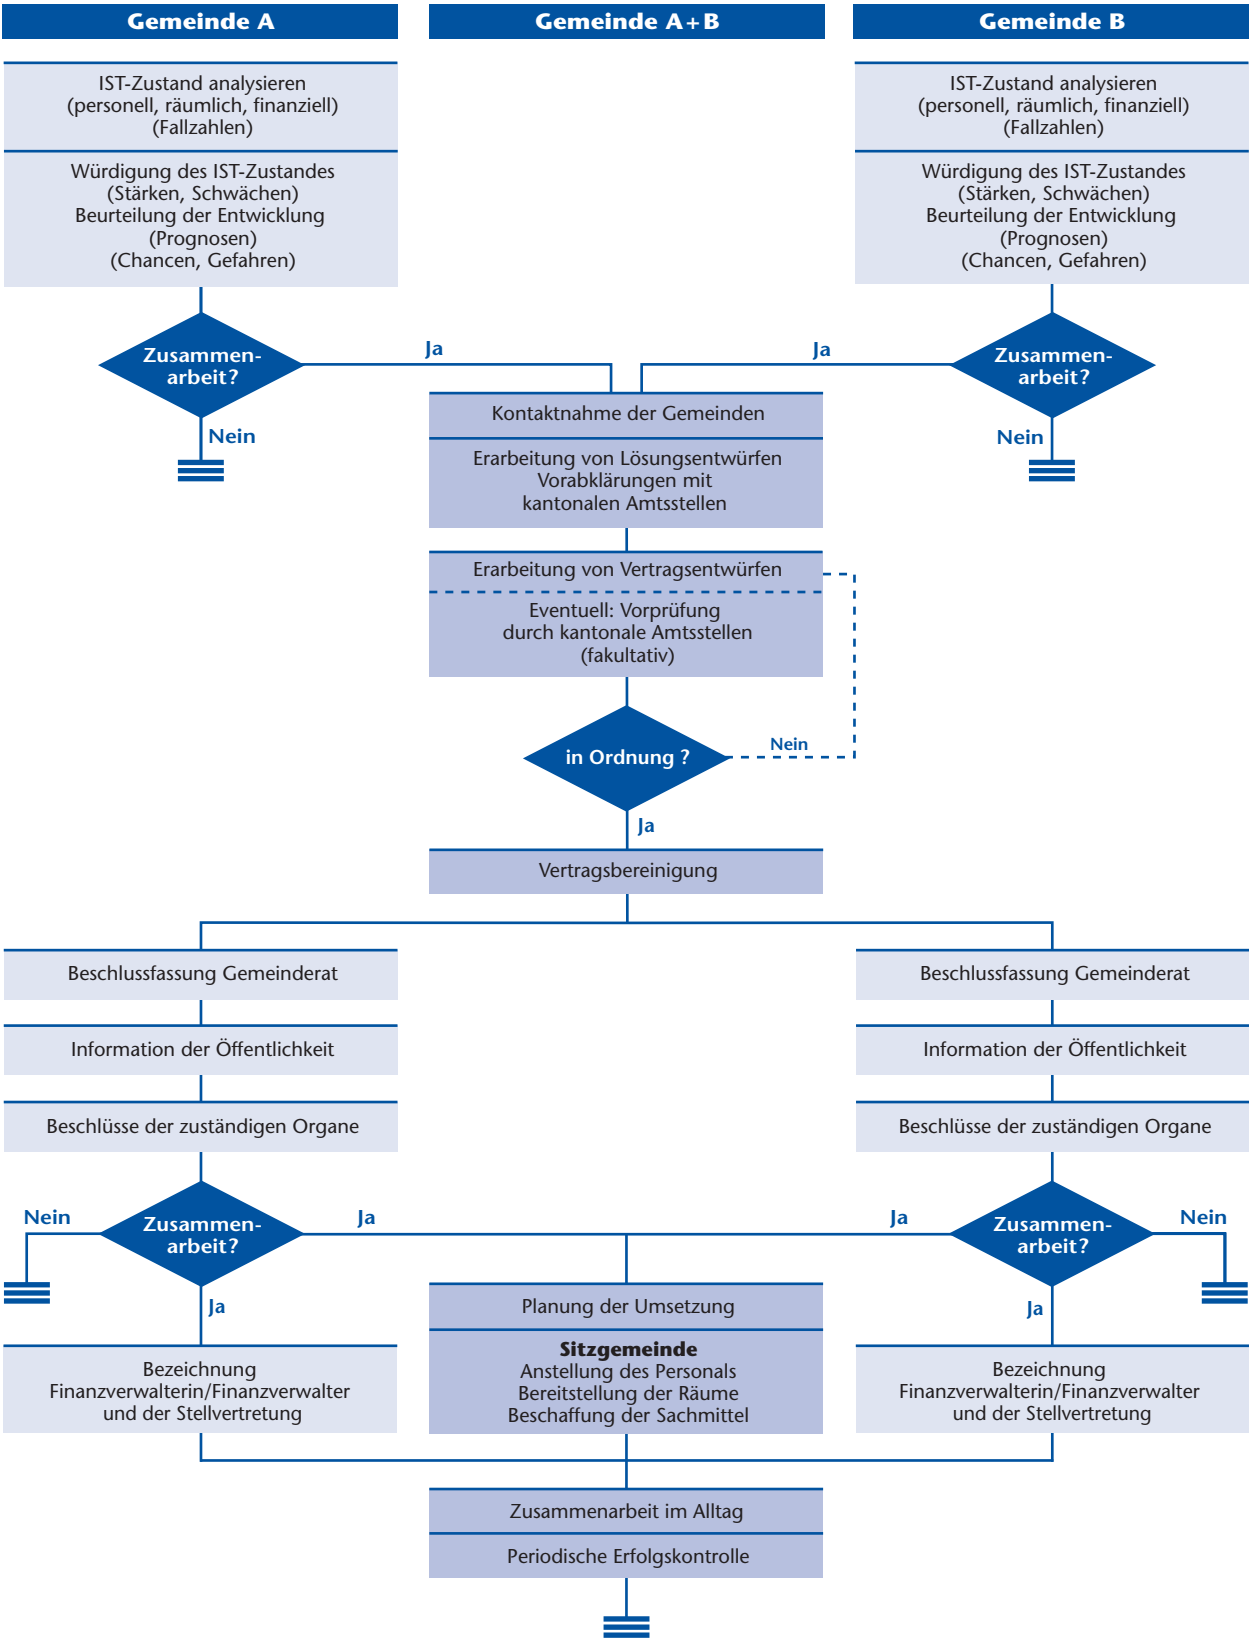 Gemeinde A
Gemeinde A+B
Gemeinde B
IST-Zustand analysieren
(personell, räumlich, finanziell)
(Fallzahlen)
IST-Zustand analysieren
(personell, räumlich, finanziell)
(Fallzahlen)
Würdigung des IST-Zustandes
(Stärken, Schwächen)
Beurteilung der Entwicklung
(Prognosen)
(Chancen, Gefahren)
Würdigung des IST-Zustandes
(Stärken, Schwächen)
Beurteilung der Entwicklung
(Prognosen)
(Chancen, Gefahren)
Zusammen-
arbeit?
Ja
Ja
Zusammen-
arbeit?
Nein
Nein
Kontaktnahme der Gemeinden
Erarbeitung von Lösungsentwürfen
Vorabklärungen mit
kantonalen Amtsstellen
Erarbeitung von Vertragsentwürfen
Eventuell: Vorprüfung
durch kantonale Amtsstellen
(fakultativ)
in Ordnung ?
Nein
Ja
Vertragsbereinigung
Beschlussfassung Gemeinderat
Beschlussfassung Gemeinderat
Information der Öffentlichkeit
Information der Öffentlichkeit
Beschlüsse der zuständigen Organe
Beschlüsse der zuständigen Organe
Nein
Zusammen-
arbeit?
Ja
Ja
Zusammen-
arbeit?
Nein
Ja
Ja
Planung der Umsetzung
Sitzgemeinde
Anstellung des Personals
Bereitstellung der Räume
Beschaffung der Sachmittel
Bezeichnung
Finanzverwalterin/Finanzverwalter
und der Stellvertretung
Bezeichnung
Finanzverwalterin/Finanzverwalter
und der Stellvertretung
Zusammenarbeit im Alltag
Periodische Erfolgskontrolle